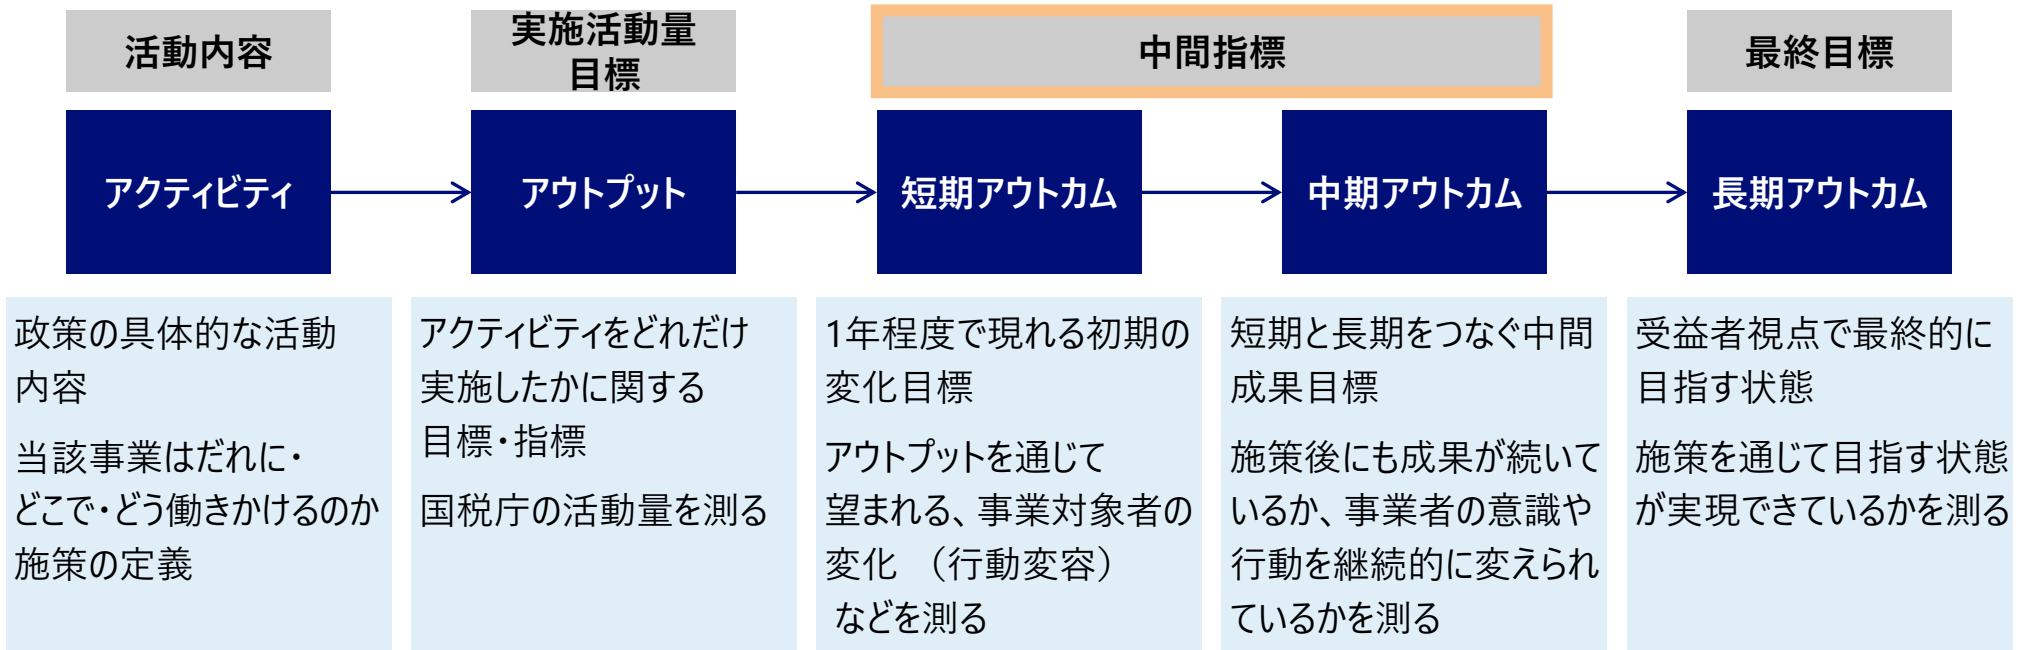 活動内容
実施活動量
目標
中間指標
最終目標
アクティビティ
アウトプット
短期アウトカム
中期アウトカム
長期アウトカム
政策の具体的な活動
内容
当該事業はだれに・
どこで・どう働きかけるのか
施策の定義
アクティビティをどれだけ
実施したかに関する
目標・指標
国税庁の活動量を測る
1年程度で現れる初期の
変化目標
アウトプットを通じて
望まれる、事業対象者の
変化 （行動変容）
などを測る
短期と長期をつなぐ中間
成果目標
施策後にも成果が続いて
いるか、事業者の意識や
行動を継続的に変えられ
ているかを測る
受益者視点で最終的に
目指す状態
施策を通じて目指す状態
が実現できているかを測る